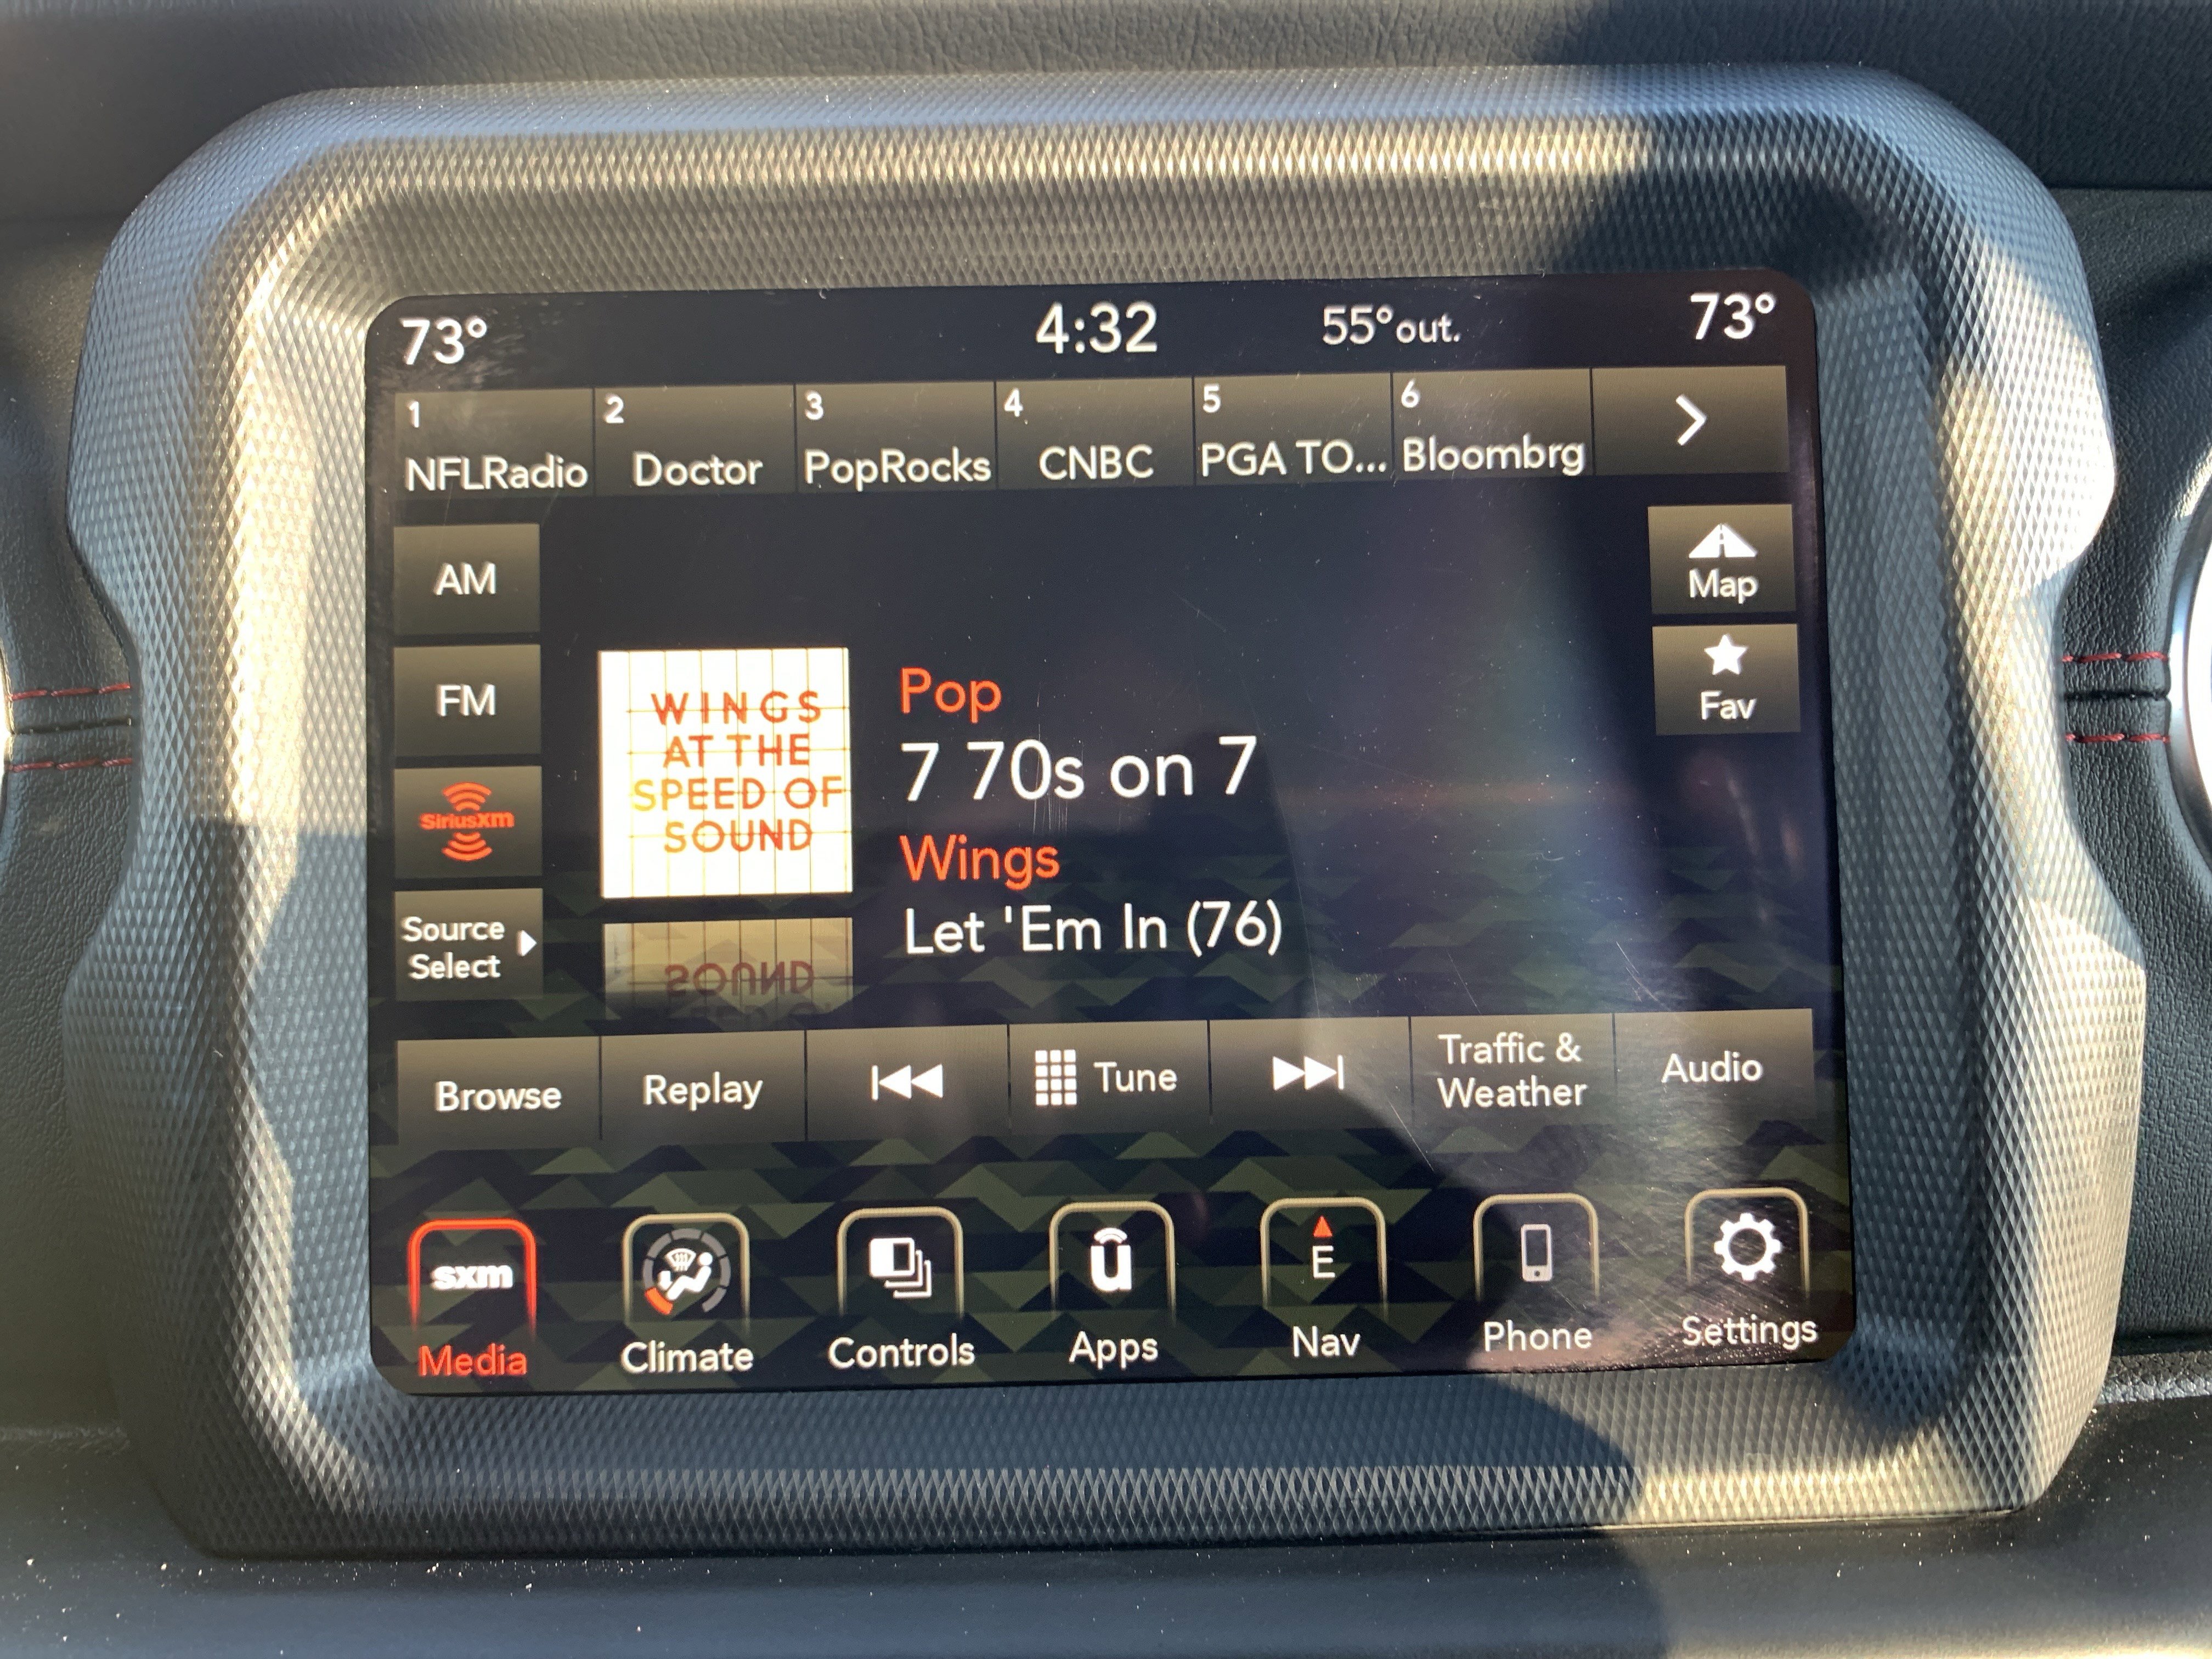 73° 4:32 55° out. 73°
1 2 3 4 5 6
NFLRadio Doctor PopRocks CNBC PGA TO... Bloombrg
AM
Map
FM
Fav
SiriusXM
Source
Select
WINGS
AT THE
SPEED OF
SOUND
Pop
7 70s on 7
Wings
Let 'Em In (76)
SOUND
Browse Replay Tune Traffic &
Weather Audio
sxm
Media
Climate
Controls
u
Apps
E
Nav
Phone
Settings